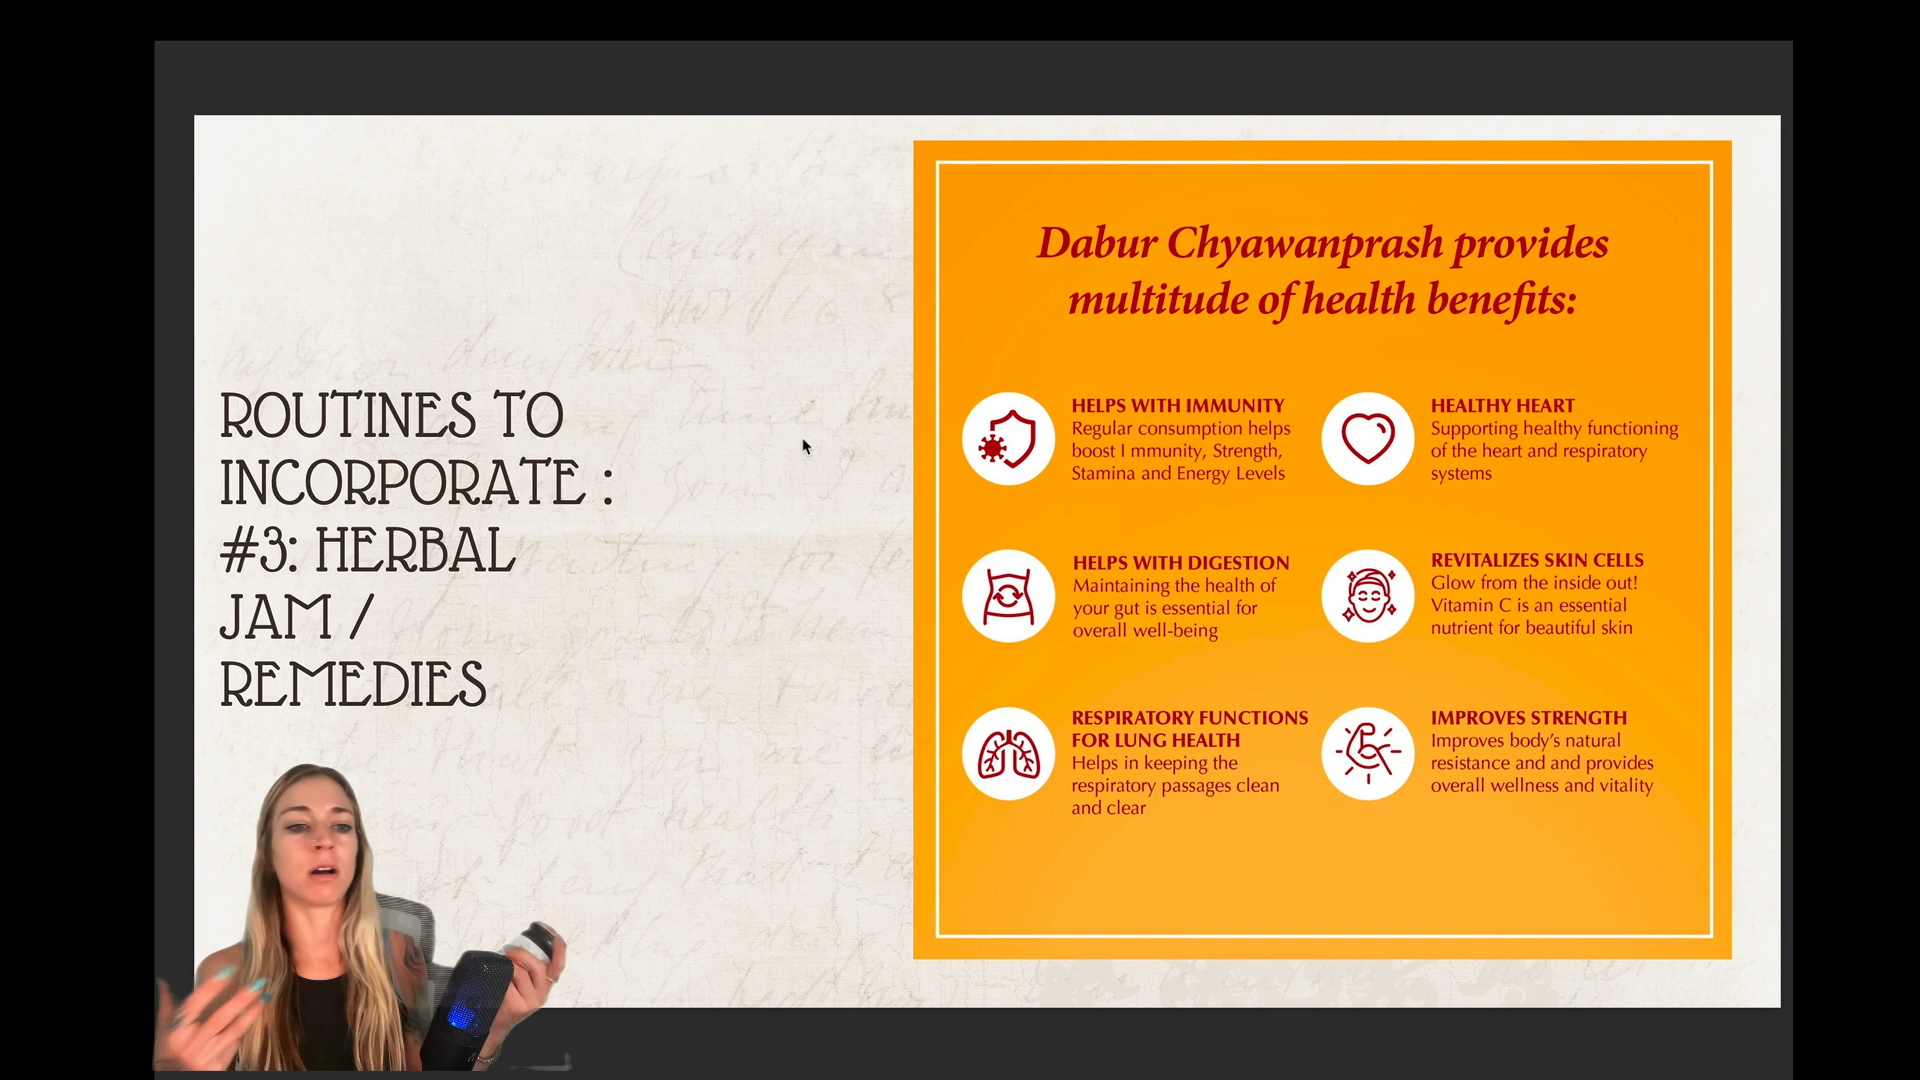 ROUTINES TO
INCORPORATE :
#3: HERBAL
JAM /
REMEDIES
Dabur Chyawanprash provides
multitude of health benefits:
HELPS WITH IMMUNITY
Regular consumption helps
boost I mmunity, Strength,
Stamina and Energy Levels
HEALTHY HEART
Supporting healthy functioning
of the heart and respiratory
systems
HELPS WITH DIGESTION
Maintaining the health of
your gut is essential for
overall well-being
REVITALIZES SKIN CELLS
Glow from the inside out!
Vitamin C is an essential
nutrient for beautiful skin
RESPIRATORY FUNCTIONS
FOR LUNG HEALTH
Helps in keeping the
respiratory passages clean
and clear
IMPROVES STRENGTH
Improves body's natural
resistance and and provides
overall wellness and vitality